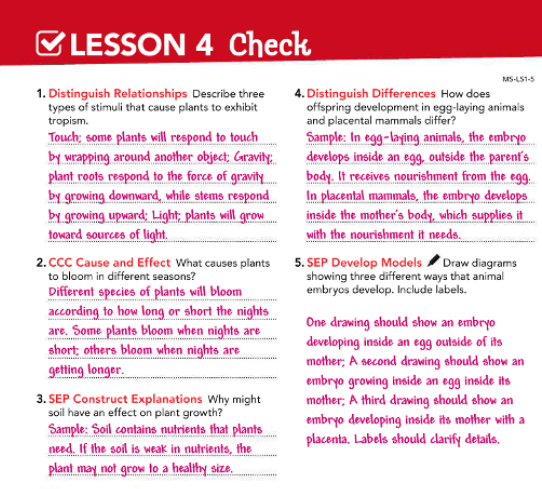 LESSON 4 Check
MS-LS1-5
1. Distinguish Relationships Describe three
types of stimuli that cause plants to exhibit
tropism.
Touch; some plants will respond to touch
by wrapping around another object; Gravity;
plant roots respond to the force of gravity
by growing downward, while stems respond
by growing upward; Light; plants will grow
toward sources of light.
2. CCC Cause and Effect What causes plants
to bloom in different seasons?
Different species of plants will bloom
according to how long or short the nights
are. Some plants bloom when nights are
short; others bloom when nights are
getting longer.
3. SEP Construct Explanations Why might
soil have an effect on plant growth?
Sample: Soil contains nutrients that plants
need. If the soil is weak in nutrients, the
plant may not grow to a healthy size.
4. Distinguish Differences How does
offspring development in egg-laying animals
and placental mammals differ?
Sample: In egg-laying animals, the embryo
develops inside an egg, outside the parent's
body. It receives nourishment from the egg.
In placental mammals, the embryo develops
inside the mother's body, which supplies it
with the nourishment it needs.
5. SEP Develop Models Draw diagrams
showing three different ways that animal
embryos develop. Include labels.
One drawing should show an embryo
developing inside an egg outside of its
mother; A second drawing should show an
embryo growing inside an egg inside its
mother; A third drawing should show an
embryo developing inside its mother with a
placenta. Labels should clarify details.